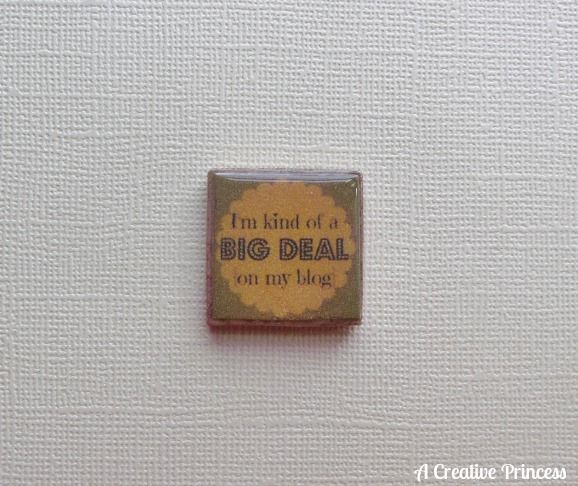 I'm kind of a
BIG DEAL
on my blog
A Creative Princess